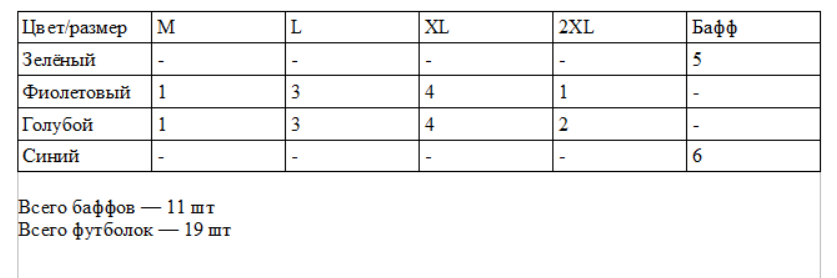 Цвет/размер M L XL 2XL Бафф
Зелёный - - - - 5
Фиолетовый 1 3 4 1 -
Голубой 1 3 4 2 -
Синий - - - - 6
Всего баффов — 11 шт
Всего футболок — 19 шт